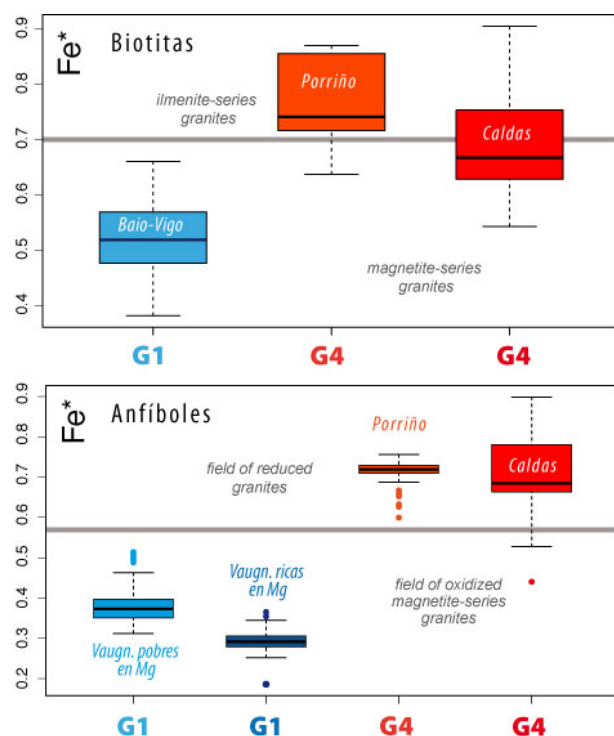 Fe*
Biotitas
0.9
0.8
0.7
0.6
0.5
0.4
ilmenite-series
granites
Porriño
Caldas
Baio-Vigo
magnetite-series
granites
G1
G4
G4
Fe*
Anfíboles
0.9
0.8
0.7
0.6
0.5
0.4
0.3
0.2
Porriño
Caldas
field of reduced
granites
Vaugn. ricas
en Mg
field of oxidized
magnetite-series
granites
Vaugn. pobres
en Mg
G1
G1
G4
G4